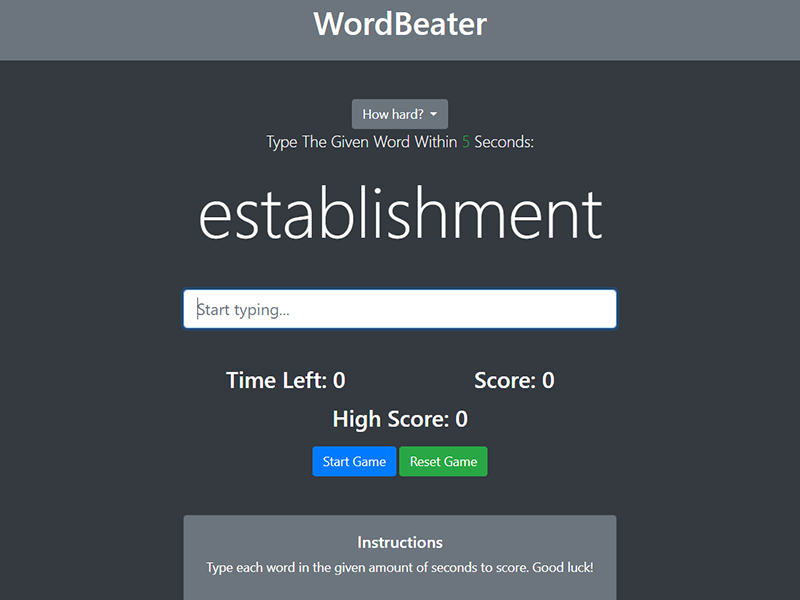 WordBeater
How hard?
Type The Given Word Within 5 Seconds:
establishment
Start typing...
Time Left: 0 Score: 0
High Score: 0
Start Game Reset Game
Instructions
Type each word in the given amount of seconds to score. Good luck!